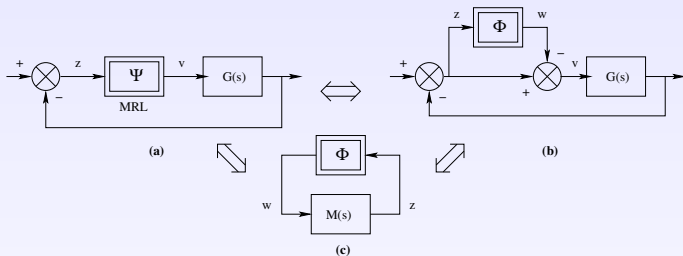 + z Ψ v G(s)
−
MRL
(a)
z Φ w
−
+ + v G(s)
−
(b)
Φ
w M(s) z
(c)